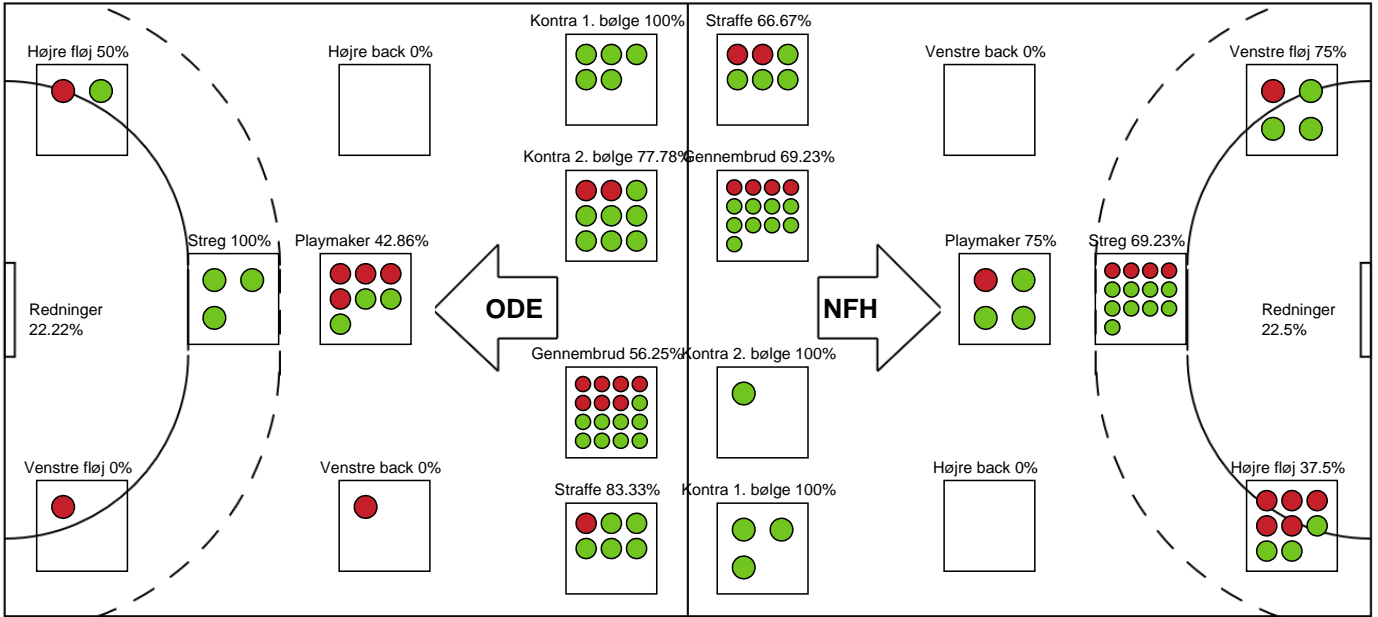 Kontra 1. bølge 100%
Straffe 66.67%
Højre fløj 50%
Højre back 0%
Venstre back 0%
Venstre fløj 75%
Kontra 2. bølge 77.78%
Gennembrud 69.23%
Streg 100%
Playmaker 42.86%
Playmaker 75%
Streg 69.23%
Redninger
22.22%
ODE
NFH
Redninger
22.5%
Gennembrud 56.25%
Kontra 2. bølge 100%
Venstre fløj 0%
Venstre back 0%
Højre back 0%
Højre fløj 37.5%
Straffe 83.33%
Kontra 1. bølge 100%